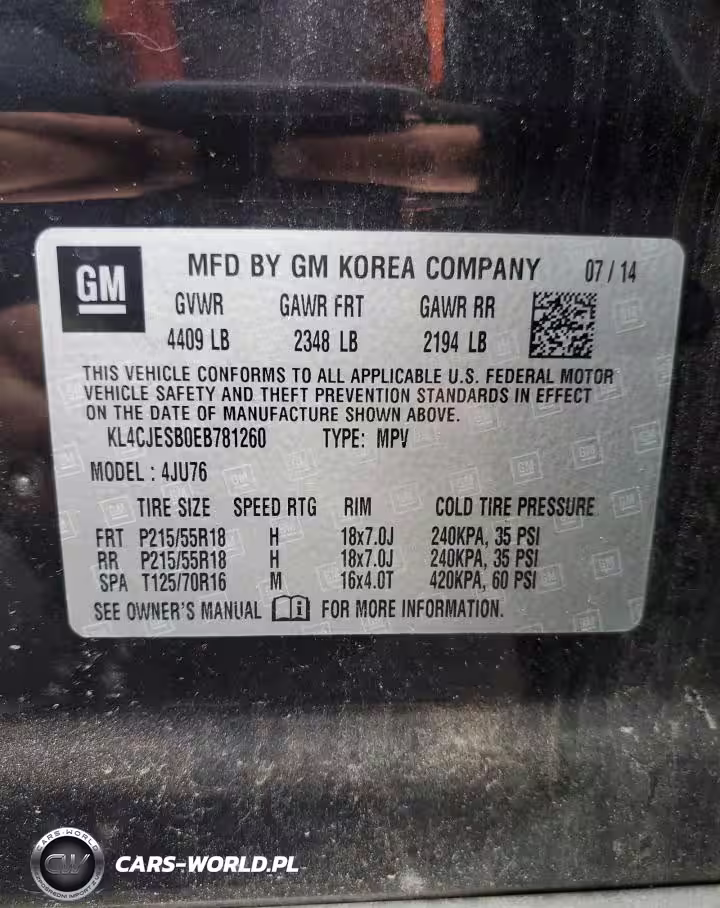 GM
MFD BY GM KOREA COMPANY 07 / 14
GVWR GAWR FRT GAWR RR
4409 LB 2348 LB 2194 LB
THIS VEHICLE CONFORMS TO ALL APPLICABLE U.S. FEDERAL MOTOR
VEHICLE SAFETY AND THEFT PREVENTION STANDARDS IN EFFECT
ON THE DATE OF MANUFACTURE SHOWN ABOVE.
KL4CJESB0EB781260 TYPE: MPV
MODEL : 4JU76
TIRE SIZE SPEED RTG RIM COLD TIRE PRESSURE
FRT P215/55R18 H 18x7.0J 240KPA, 35 PSI
RR P215/55R18 H 18x7.0J 240KPA, 35 PSI
SPA T125/70R16 M 16x4.0T 420KPA, 60 PSI
SEE OWNER'S MANUAL FOR MORE INFORMATION.
CARS-WORLD
CW
CARS-WORLD.PL